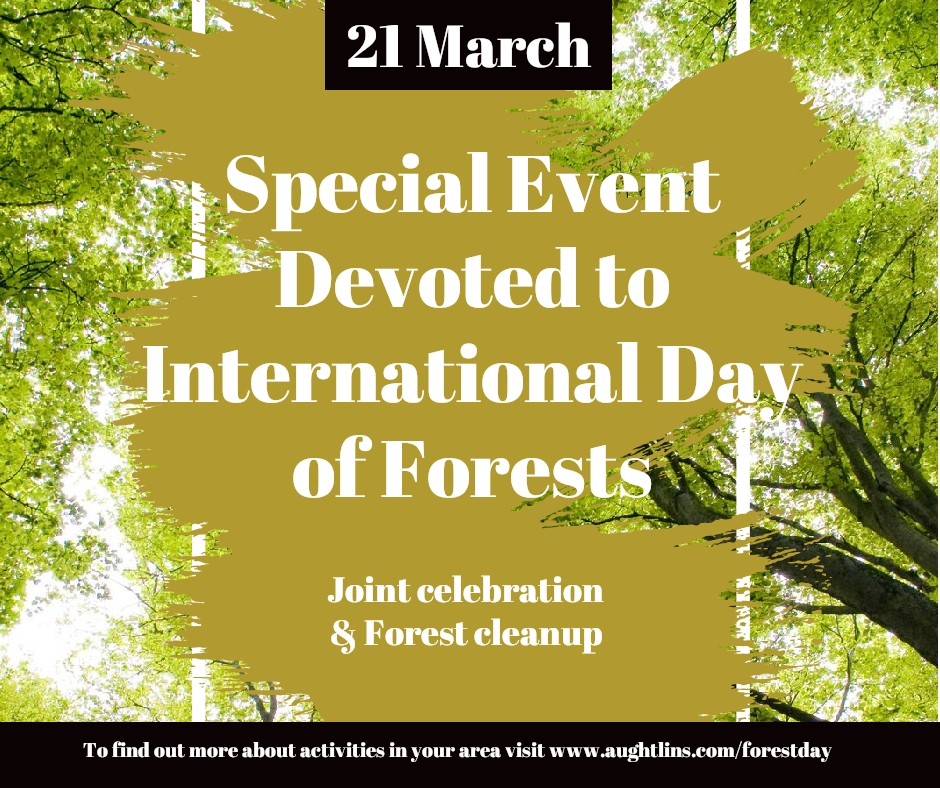 21 March
Special Event
Devoted to
International Day
of Forests
Joint celebration
& Forest cleanup
To find out more about activities in your area visit www.aughtlins.com/forestday